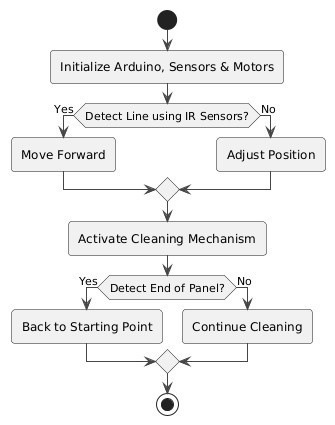 Initialize Arduino, Sensors & Motors
Yes
Detect Line using IR Sensors?
No
Move Forward
Adjust Position
Activate Cleaning Mechanism
Yes
Detect End of Panel?
No
Back to Starting Point
Continue Cleaning